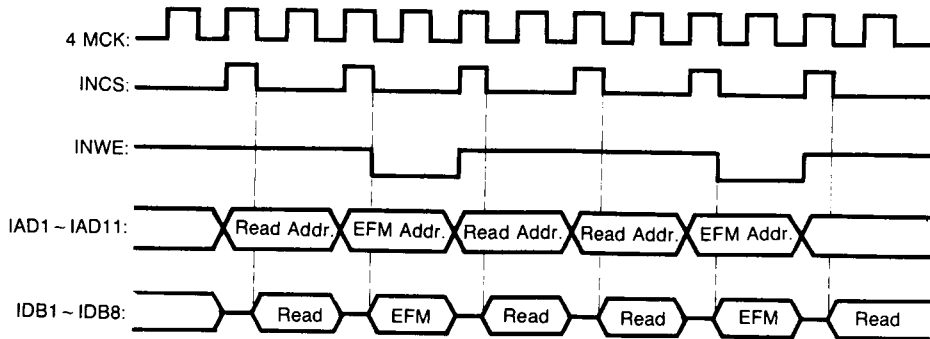 4 MCK:
INCS:
INWE:
IAD1 ~ IAD11: Read Addr. EFM Addr. Read Addr. Read Addr. EFM Addr.
IDB1 ~ IDB8: Read EFM Read Read EFM Read